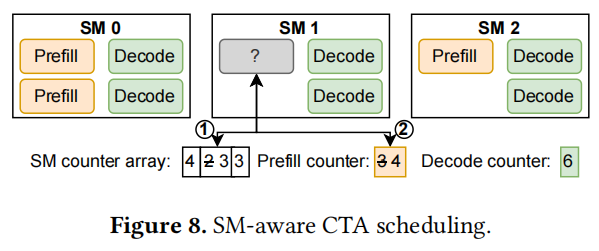 SM 0 SM 1 SM 2
Prefill Decode ? Decode Prefill Decode
Prefill Decode Decode Decode
1 2
SM counter array: 4 2 3 3 Prefill counter: 3 4 Decode counter: 6
Figure 8. SM-aware CTA scheduling.